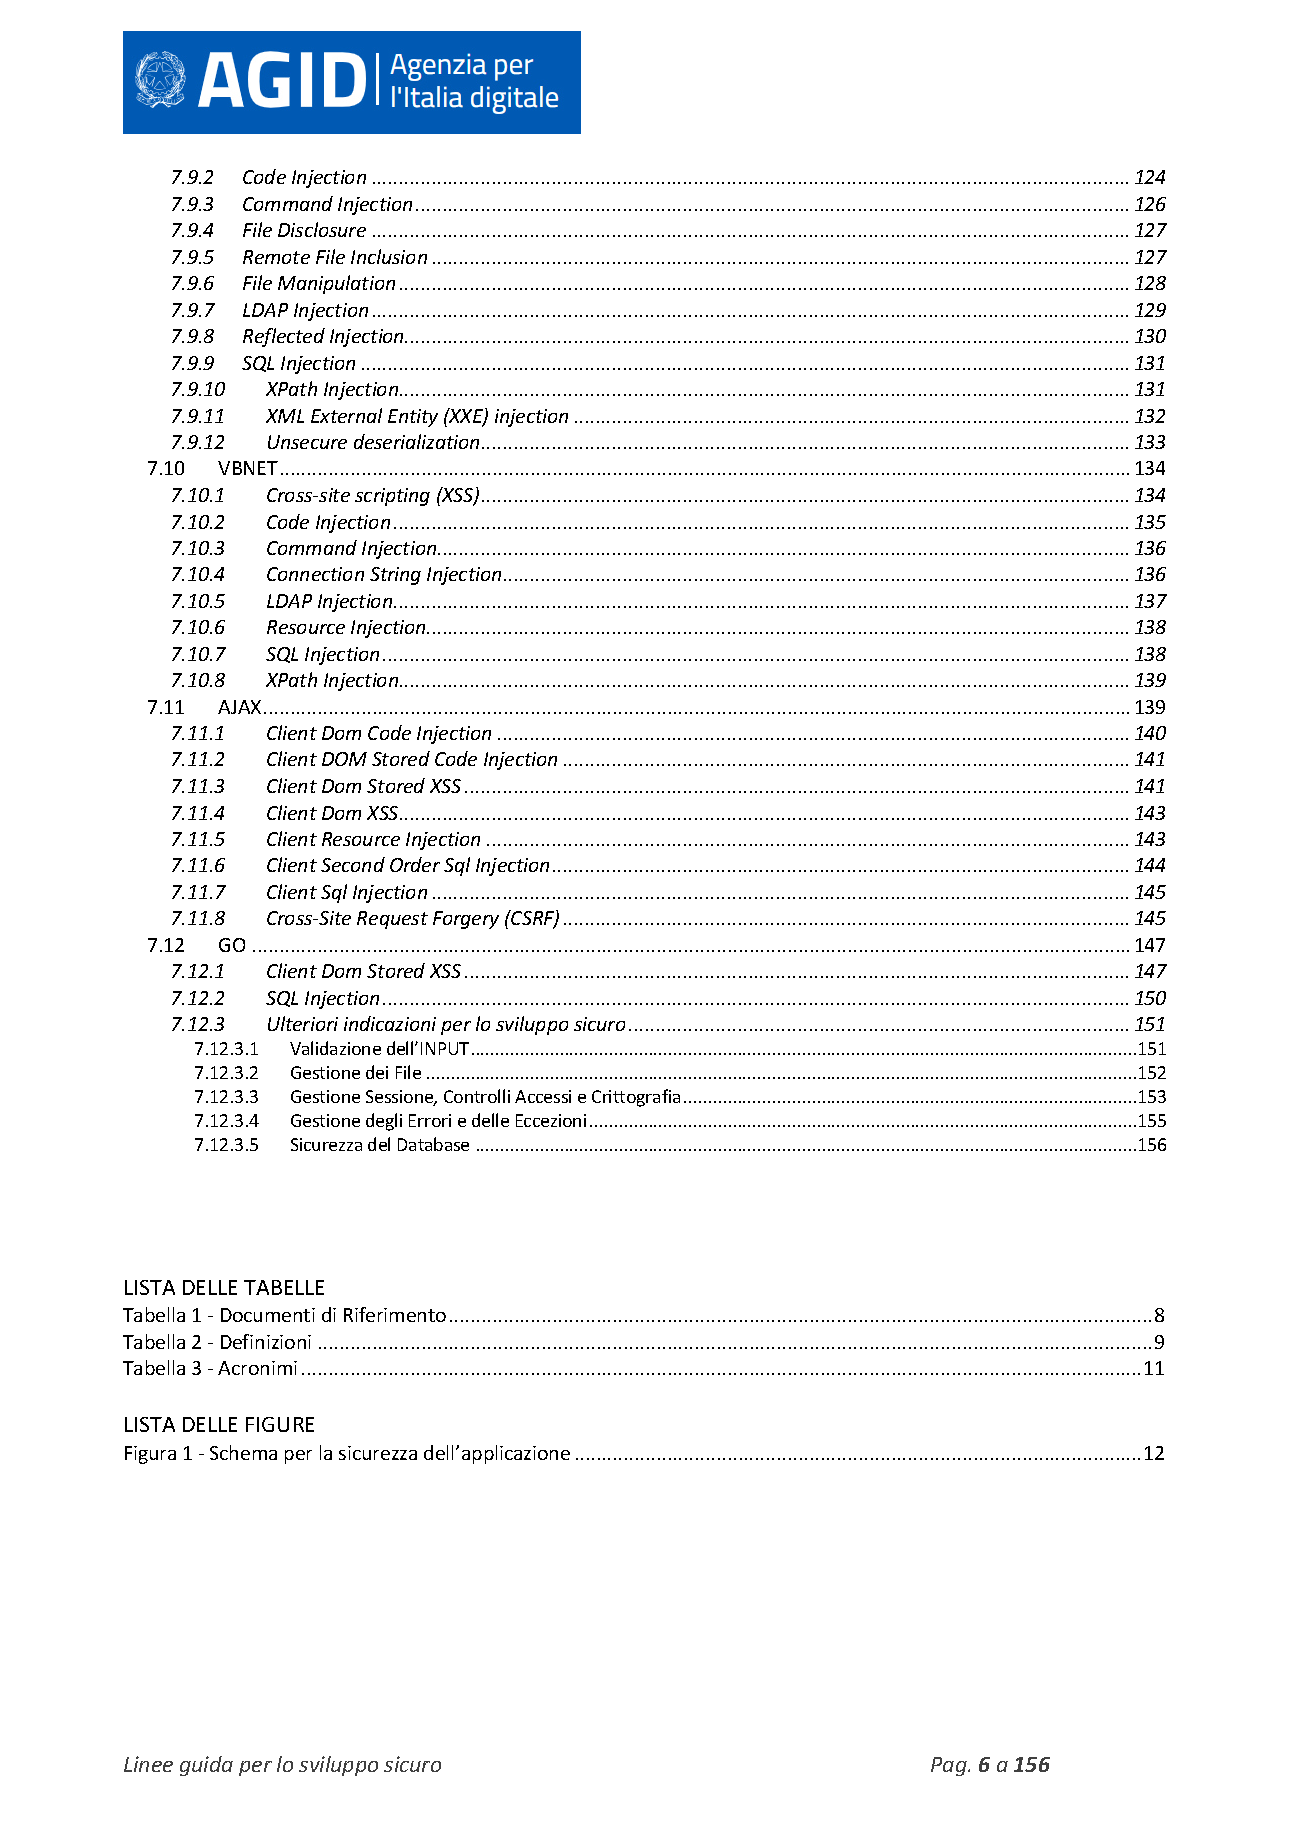 AGID Agenzia per
l'Italia digitale
7.9.2 Code Injection 124
7.9.3 Command Injection 126
7.9.4 File Disclosure 127
7.9.5 Remote File Inclusion 127
7.9.6 File Manipulation 128
7.9.7 LDAP Injection 129
7.9.8 Reflected Injection 130
7.9.9 SQL Injection 131
7.9.10 XPath Injection 131
7.9.11 XML External Entity (XXE) injection 132
7.9.12 Unsecure deserialization 133
7.10 VBNET 134
7.10.1 Cross-site scripting (XSS) 134
7.10.2 Code Injection 135
7.10.3 Command Injection 136
7.10.4 Connection String Injection 136
7.10.5 LDAP Injection 137
7.10.6 Resource Injection 138
7.10.7 SQL Injection 138
7.10.8 XPath Injection 139
7.11 AJAX 139
7.11.1 Client Dom Code Injection 140
7.11.2 Client DOM Stored Code Injection 141
7.11.3 Client Dom Stored XSS 141
7.11.4 Client Dom XSS 143
7.11.5 Client Resource Injection 143
7.11.6 Client Second Order Sql Injection 144
7.11.7 Client Sql Injection 145
7.11.8 Cross-Site Request Forgery (CSRF) 145
7.12 GO 147
7.12.1 Client Dom Stored XSS 147
7.12.2 SQL Injection 150
7.12.3 Ulteriori indicazioni per lo sviluppo sicuro 151
7.12.3.1 Validazione dell’INPUT 151
7.12.3.2 Gestione dei File 152
7.12.3.3 Gestione Sessione, Controlli Accessi e Crittografia 153
7.12.3.4 Gestione degli Errori e delle Eccezioni 155
7.12.3.5 Sicurezza del Database 156
LISTA DELLE TABELLE
Tabella 1 - Documenti di Riferimento 8
Tabella 2 - Definizioni 9
Tabella 3 - Acronimi 11
LISTA DELLE FIGURE
Figura 1 - Schema per la sicurezza dell’applicazione 12
Linee guida per lo sviluppo sicuro Pag. 6 a 156